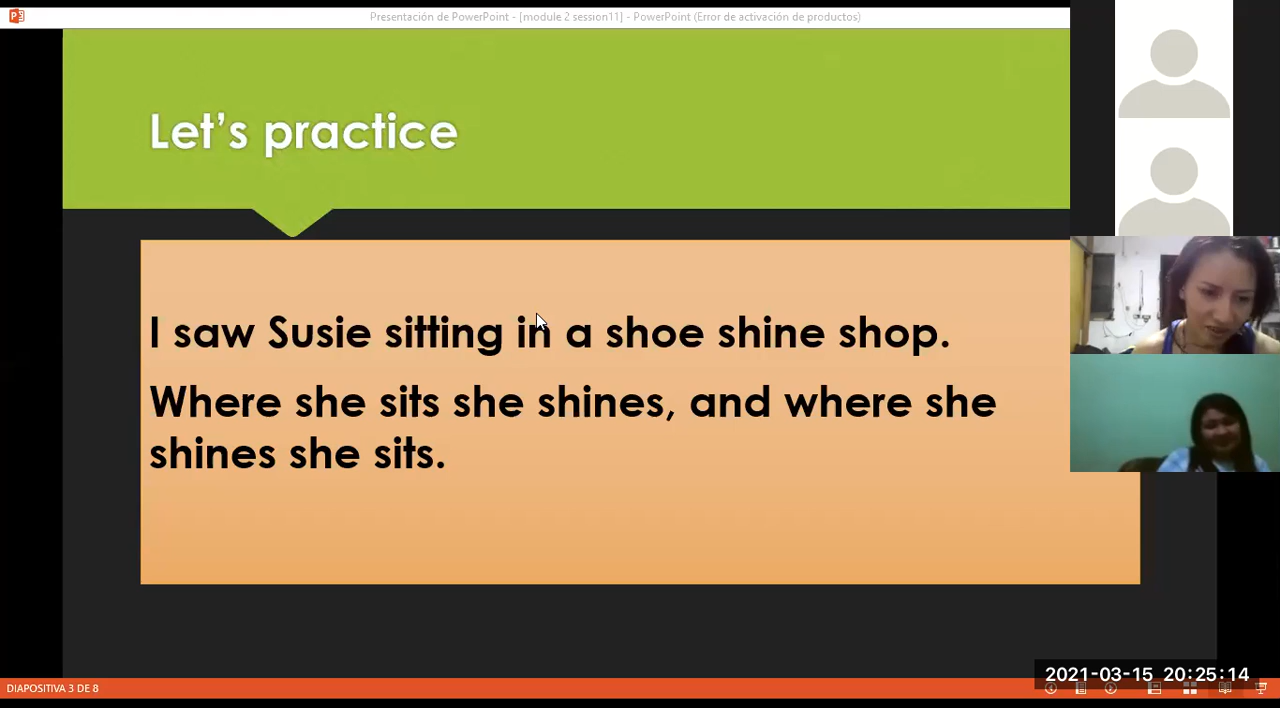 Presentación de PowerPoint - [module 2 session11] - PowerPoint (Error de activación de productos)
Let’s practice
I saw Susie sitting in a shoe shine shop.
Where she sits she shines, and where she
shines she sits.
2021-03-15 20:25:14
DIAPOSITIVA 3 DE 8